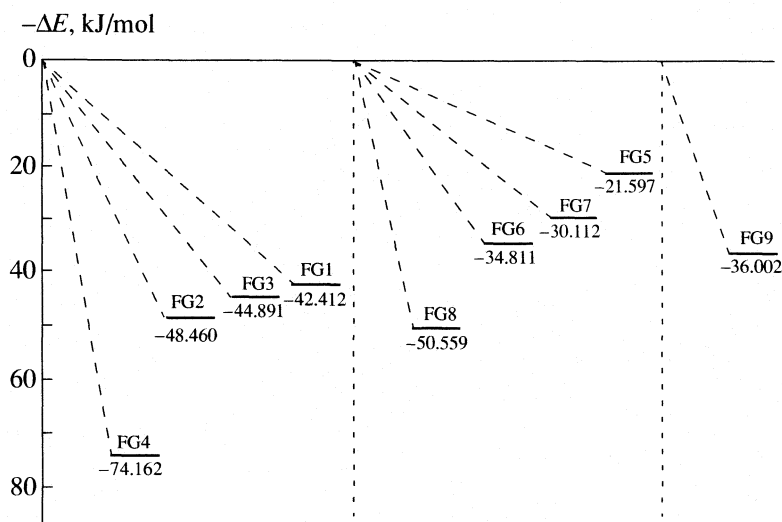 –ΔE, kJ/mol
0
FG5
–21.597
20
FG7
–30.112
FG6
–34.811
FG9
–36.002
40
FG1
–42.412
FG3
–44.891
FG2
–48.460
FG8
–50.559
60
FG4
–74.162
80